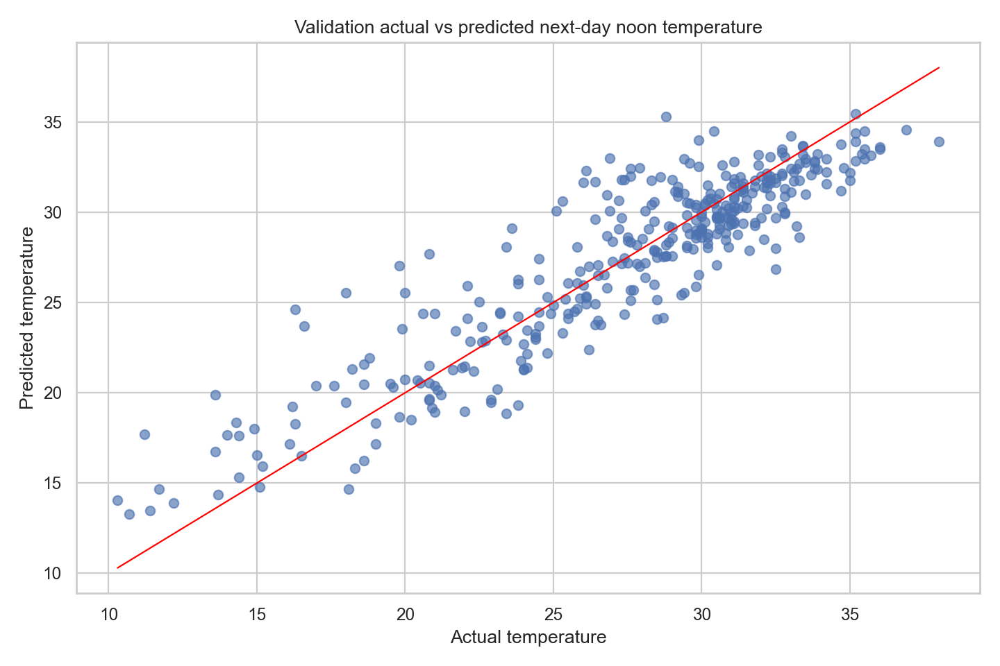 Validation actual vs predicted next-day noon temperature
Predicted temperature
35
30
25
20
15
10
10 15 20 25 30 35
Actual temperature